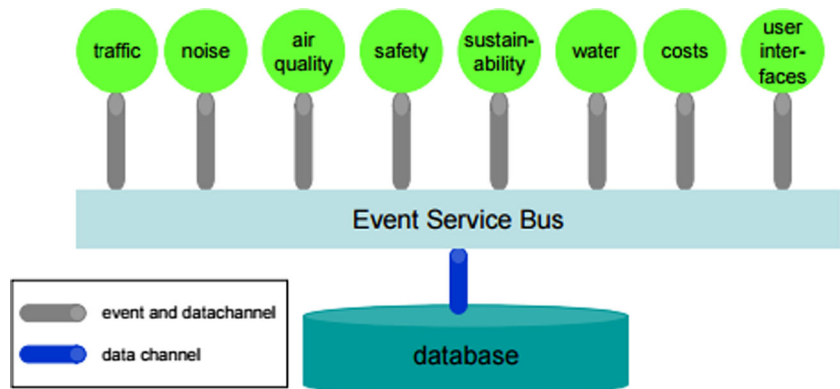 traffic
noise
air
quality
safety
sustain-
ability
water
costs
user
inter-
faces
Event Service Bus
event and datachannel
data channel
database